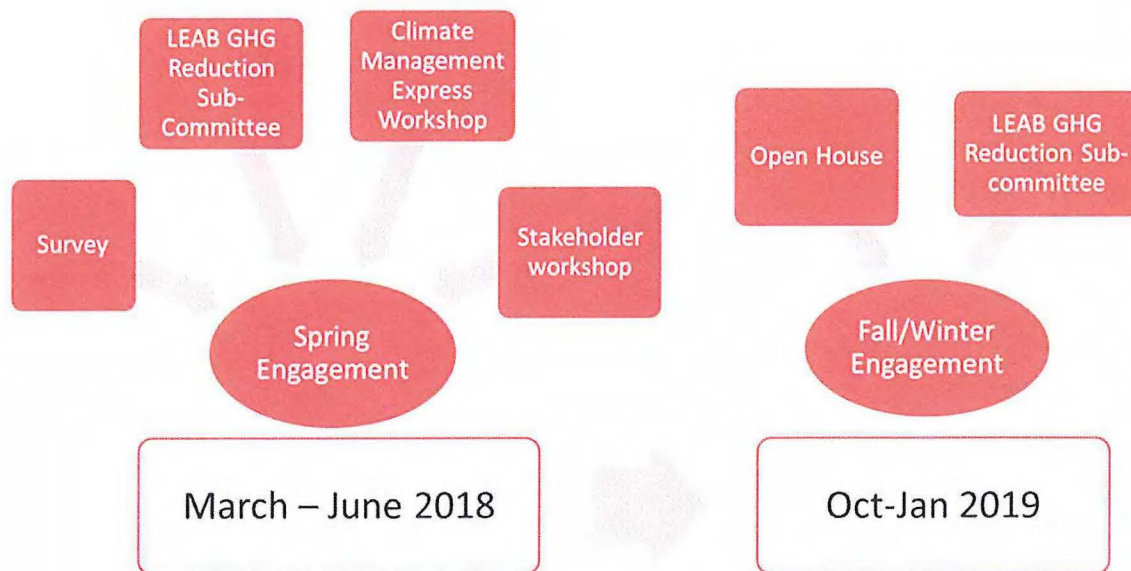 LEAB GHG
Reduction
Sub-
Committee
Climate
Management
Express
Workshop
Survey
Stakeholder
workshop
Spring
Engagement
March – June 2018
Open House
LEAB GHG
Reduction Sub-
committee
Fall/Winter
Engagement
Oct-Jan 2019